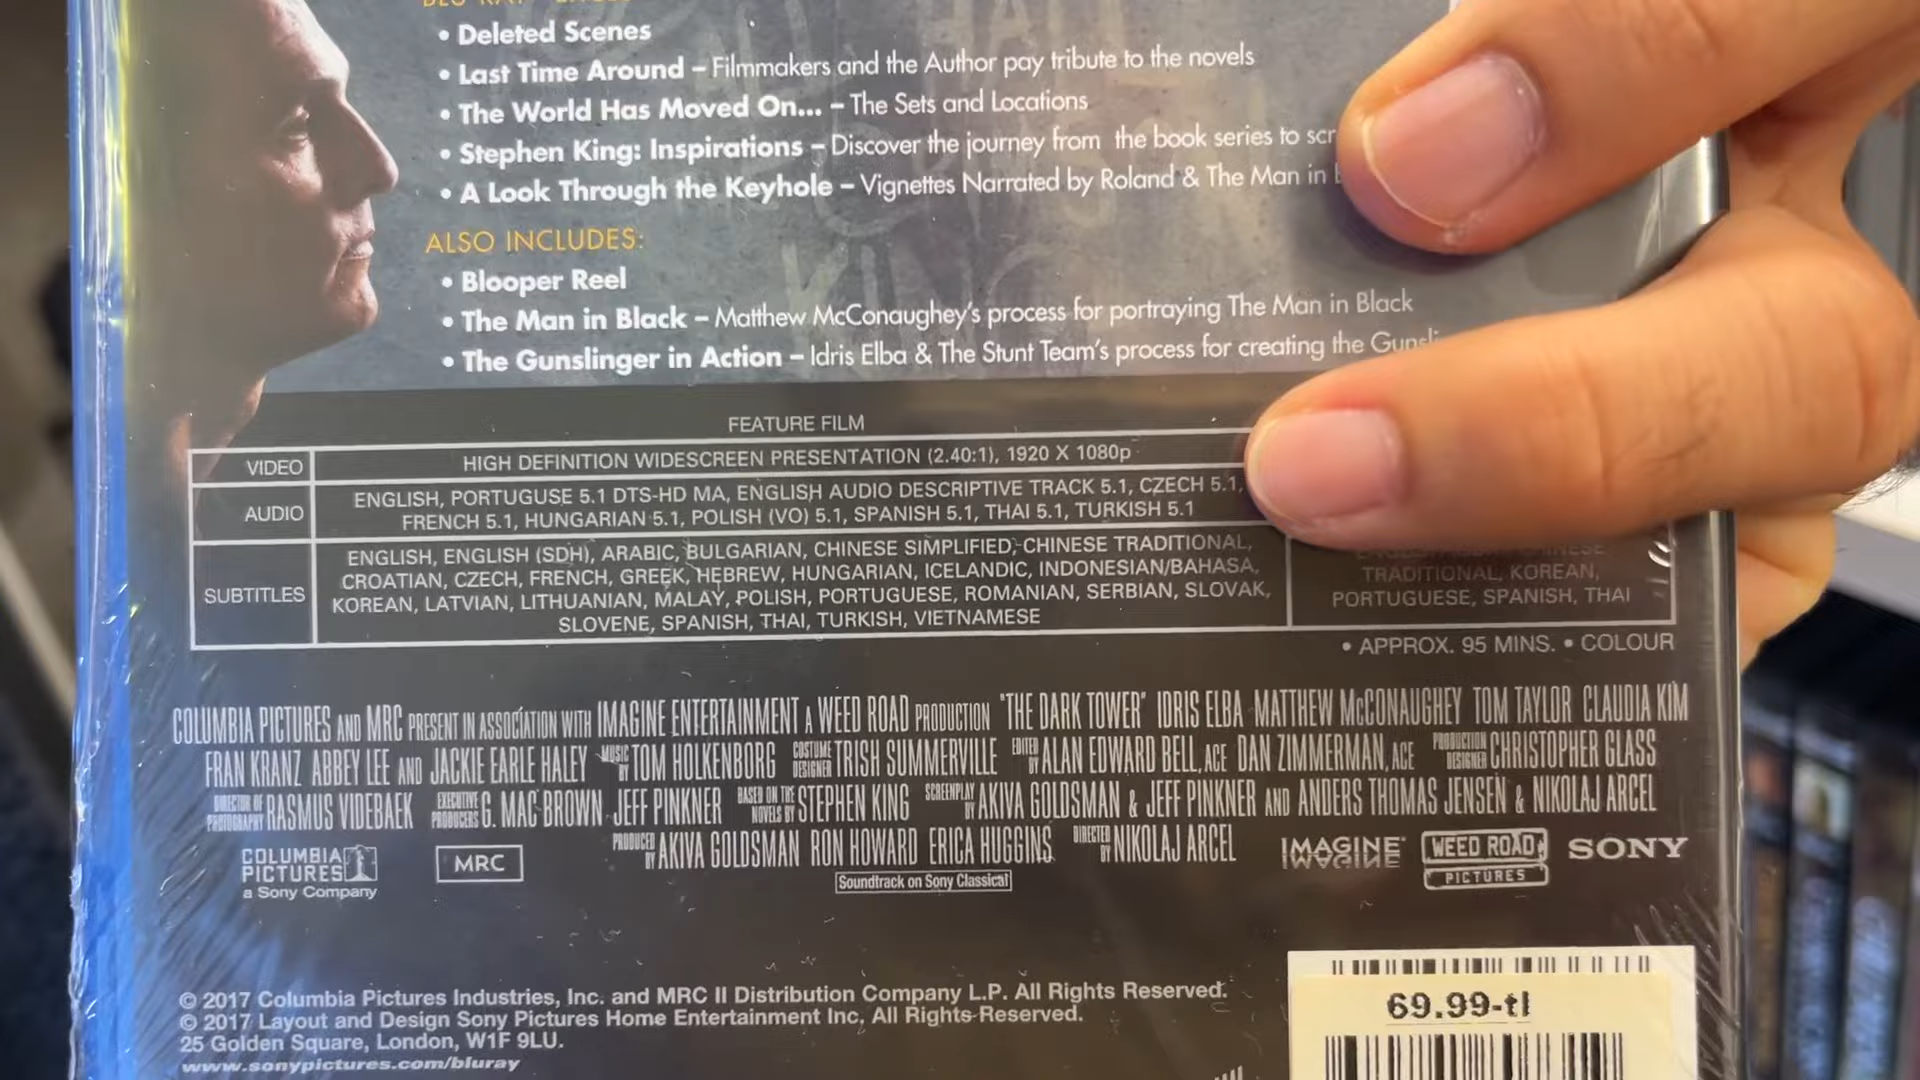 • Deleted Scenes
• Last Time Around – Filmmakers and the Author pay tribute to the novels
• The World Has Moved On... – The Sets and Locations
• Stephen King: Inspirations – Discover the journey from the book series to
• A Look Through the Keyhole – Vignettes Narrated by Roland & The Man in
ALSO INCLUDES:
• Blooper Reel
• The Man in Black – Matthew McConaughey's process for portraying The Man in Black
• The Gunslinger in Action – Idris Elba & The Stunt Team's process for creating the
FEATURE FILM
VIDEO
HIGH DEFINITION WIDESCREEN PRESENTATION (2.40:1), 1920 X 1080p
AUDIO
ENGLISH, PORTUGUSE 5.1 DTS-HD MA, ENGLISH AUDIO DESCRIPTIVE TRACK 5.1, CZECH 5.1,
FRENCH 5.1, HUNGARIAN 5.1, POLISH (VO) 5.1, SPANISH 5.1, THAI 5.1, TURKISH 5.1
SUBTITLES
ENGLISH, ENGLISH (SDH), ARABIC, BULGARIAN, CHINESE SIMPLIFIED, CHINESE TRADITIONAL,
CROATIAN, CZECH, FRENCH, GREEK, HEBREW, HUNGARIAN, ICELANDIC, INDONESIAN/BAHASA,
KOREAN, LATVIAN, LITHUANIAN, MALAY, POLISH, PORTUGUESE, ROMANIAN, SERBIAN, SLOVAK,
SLOVENE, SPANISH, THAI, TURKISH, VIETNAMESE
TRADITIONAL, KOREAN,
PORTUGUESE, SPANISH, THAI
• APPROX. 95 MINS. • COLOUR
COLUMBIA PICTURES AND MRC PRESENT IN ASSOCIATION WITH IMAGINE ENTERTAINMENT A WEED ROAD PRODUCTION "THE DARK TOWER" IDRIS ELBA MATTHEW McCONAUGHEY TOM TAYLOR CLAUDIA KIM
FRAN KRANZ ABBEY LEE AND JACKIE EARLE HALEY MUSIC BY TOM HOLKENBORG COSTUME DESIGNER TRISH SUMMERVILLE EDITED BY ALAN EDWARD BELL, ACE DAN ZIMMERMAN, ACE PRODUCTION DESIGNER CHRISTOPHER GLASS
DIRECTOR OF PHOTOGRAPHY RASMUS VIDEBAEK EXECUTIVE PRODUCERS G. MAC BROWN JEFF PINKNER BASED ON THE NOVELS BY STEPHEN KING SCREENPLAY BY AKIVA GOLDSMAN & JEFF PINKNER AND ANDERS THOMAS JENSEN & NIKOLAJ ARCEL
PRODUCED BY AKIVA GOLDSMAN RON HOWARD ERICA HUGGINS DIRECTED BY NIKOLAJ ARCEL
COLUMBIA PICTURES
a Sony Company
MRC
Soundtrack on Sony Classical
IMAGINE
WEED ROAD
PICTURES
SONY
© 2017 Columbia Pictures Industries, Inc. and MRC II Distribution Company L.P. All Rights Reserved.
© 2017 Layout and Design Sony Pictures Home Entertainment Inc. All Rights Reserved.
25 Golden Square, London, W1F 9LU.
www.sonypictures.com/bluray
69.99-tl